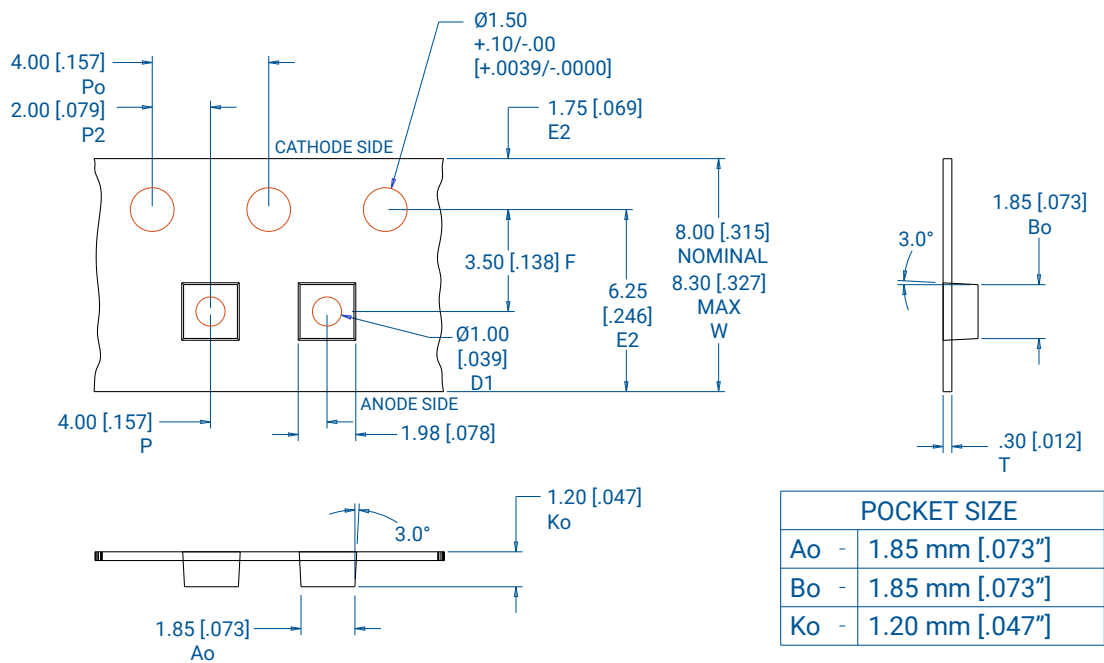 Ø1.50
+.10/-.00
[+.0039/-.0000]
4.00 [.157]
Po
2.00 [.079]
P2
1.75 [.069]
E2
CATHODE SIDE
3.50 [.138] F
6.25
[.246]
E2
8.00 [.315]
NOMINAL
8.30 [.327]
MAX
W
Ø1.00
[.039]
D1
ANODE SIDE
4.00 [.157]
P
1.98 [.078]
3.0°
1.85 [.073]
Bo
.30 [.012]
T
1.20 [.047]
Ko
3.0°
1.85 [.073]
Ao
POCKET SIZE
Ao - 1.85 mm [.073”]
Bo - 1.85 mm [.073”]
Ko - 1.20 mm [.047”]